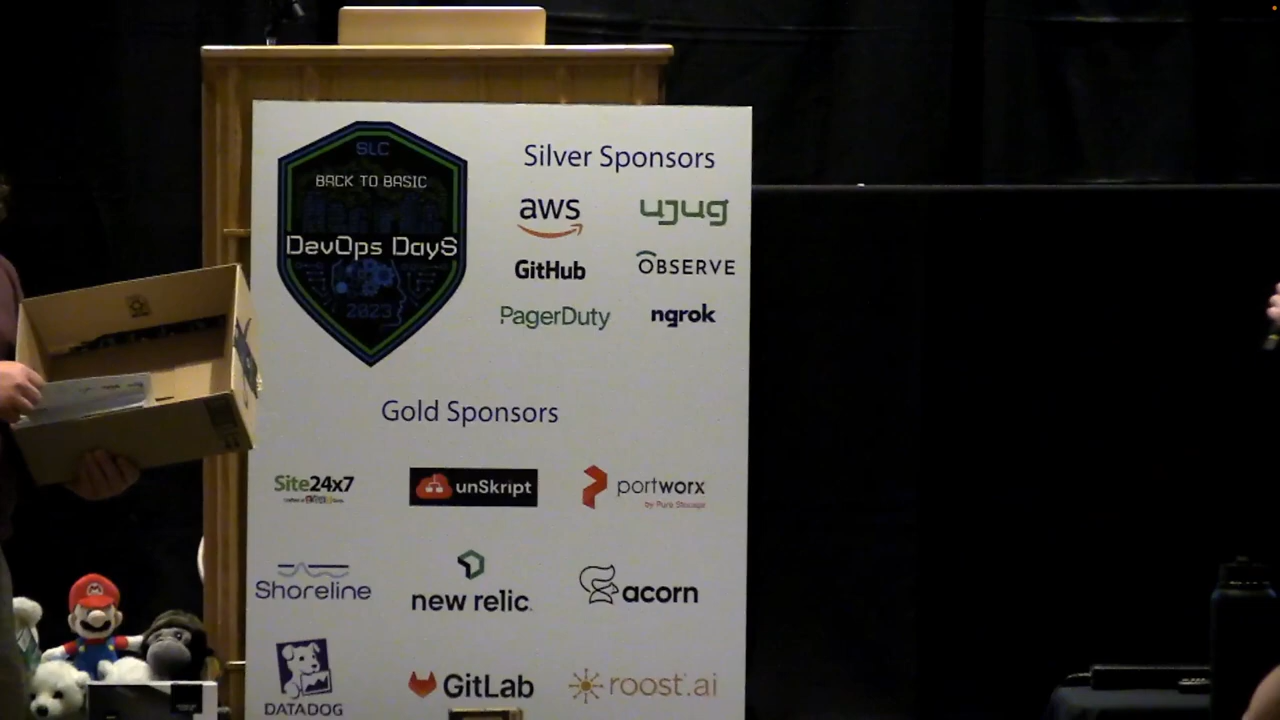 SLC
BACK TO BASIC
DevOps DayS
2023
Silver Sponsors
aws
ujug
GitHub
OBSERVE
PagerDuty
ngrok
Gold Sponsors
Site24x7
unSkript
portworx
by Pure Storage
Shoreline
new relic.
acorn
DATADOG
GitLab
roost.ai